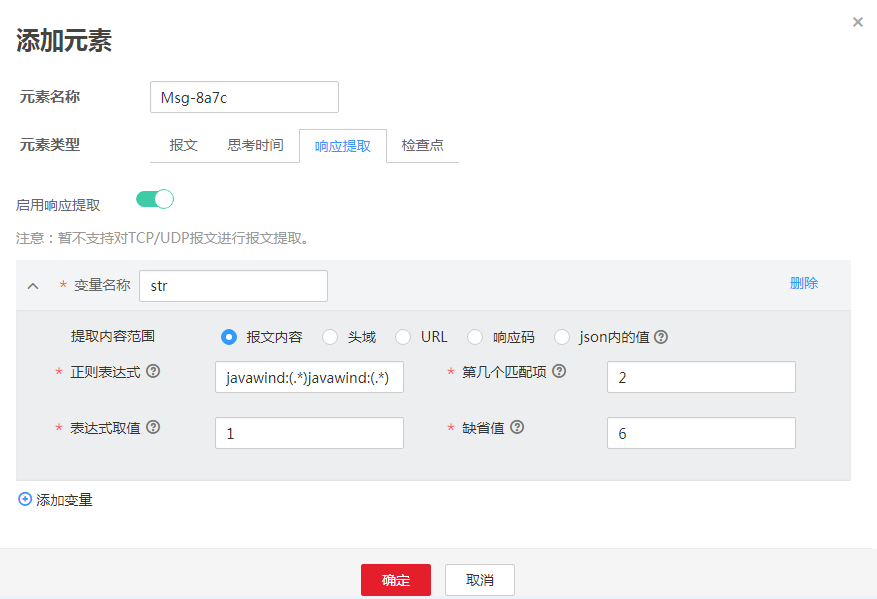 添加元素
×
元素名称 Msg-8a7c
元素类型 报文 思考时间 响应提取 检查点
启用响应提取
注意：暂不支持对TCP/UDP报文进行报文提取。
* 变量名称 str 删除
提取内容范围 报文内容 头域 URL 响应码 json内的值 ?
* 正则表达式 ? javawind:(.*)javawind:(.*) * 第几个匹配项 ? 2
* 表达式取值 ? 1 * 缺省值 ? 6
添加变量
确定 取消